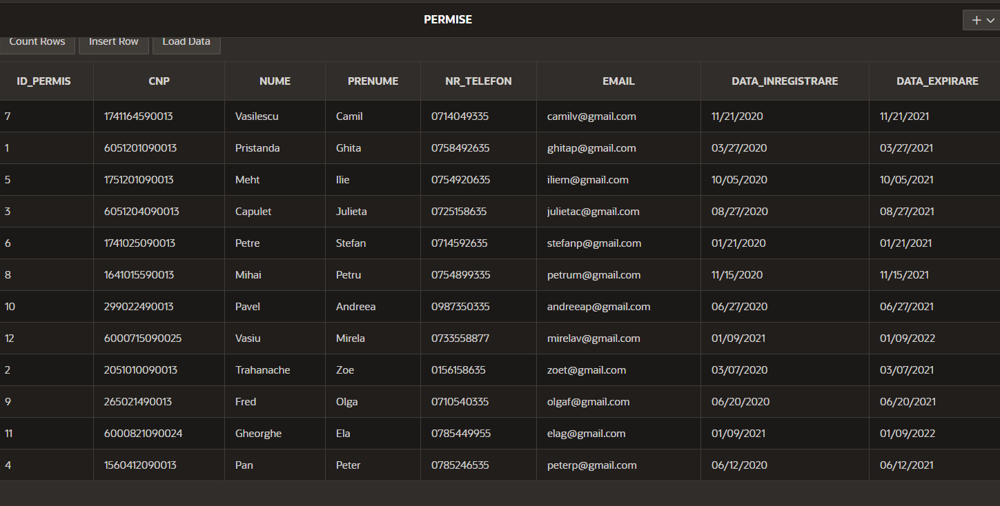 PERMISE
Count Rows Insert Row Load Data
ID_PERMIS CNP NUME PRENUME NR_TELEFON EMAIL DATA_INREGISTRARE DATA_EXPIRARE
7 1741164590013 Vasilescu Camil 0714049335 camilv@gmail.com 11/21/2020 11/21/2021
1 6051201090013 Pristanda Ghita 0758492635 ghitap@gmail.com 03/27/2020 03/27/2021
5 1751201090013 Meht Ilie 0754920635 iliem@gmail.com 10/05/2020 10/05/2021
3 6051204090013 Capulet Julieta 0725158635 julietac@gmail.com 08/27/2020 08/27/2021
6 1741025090013 Petre Stefan 0714592635 stefanp@gmail.com 01/21/2020 01/21/2021
8 1641015590013 Mihai Petru 0754899335 petrum@gmail.com 11/15/2020 11/15/2021
10 299022490013 Pavel Andreea 0987350335 andreeap@gmail.com 06/27/2020 06/27/2021
12 6000715090025 Vasiu Mirela 0733558877 mirelav@gmail.com 01/09/2021 01/09/2022
2 2051010090013 Trahanache Zoe 0156158635 zoet@gmail.com 03/07/2020 03/07/2021
9 265021490013 Fred Olga 0710540335 olgaf@gmail.com 06/20/2020 06/20/2021
11 6000821090024 Gheorghe Ela 0785449955 elag@gmail.com 01/09/2021 01/09/2022
4 1560412090013 Pan Peter 0785246535 peterp@gmail.com 06/12/2020 06/12/2021